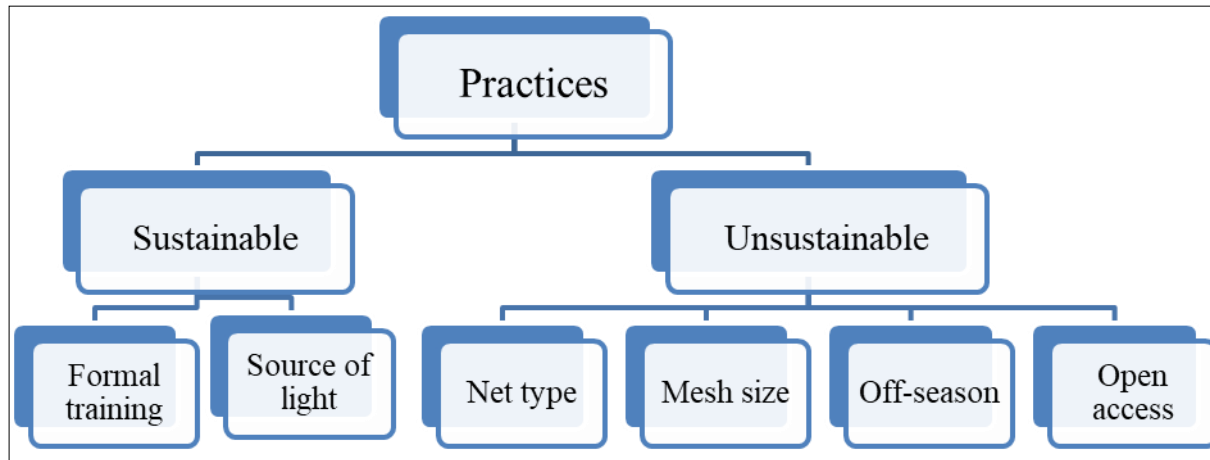 Practices
Sustainable
Unsustainable
Formal
training
Source of
light
Net type
Mesh size
Off-season
Open
access